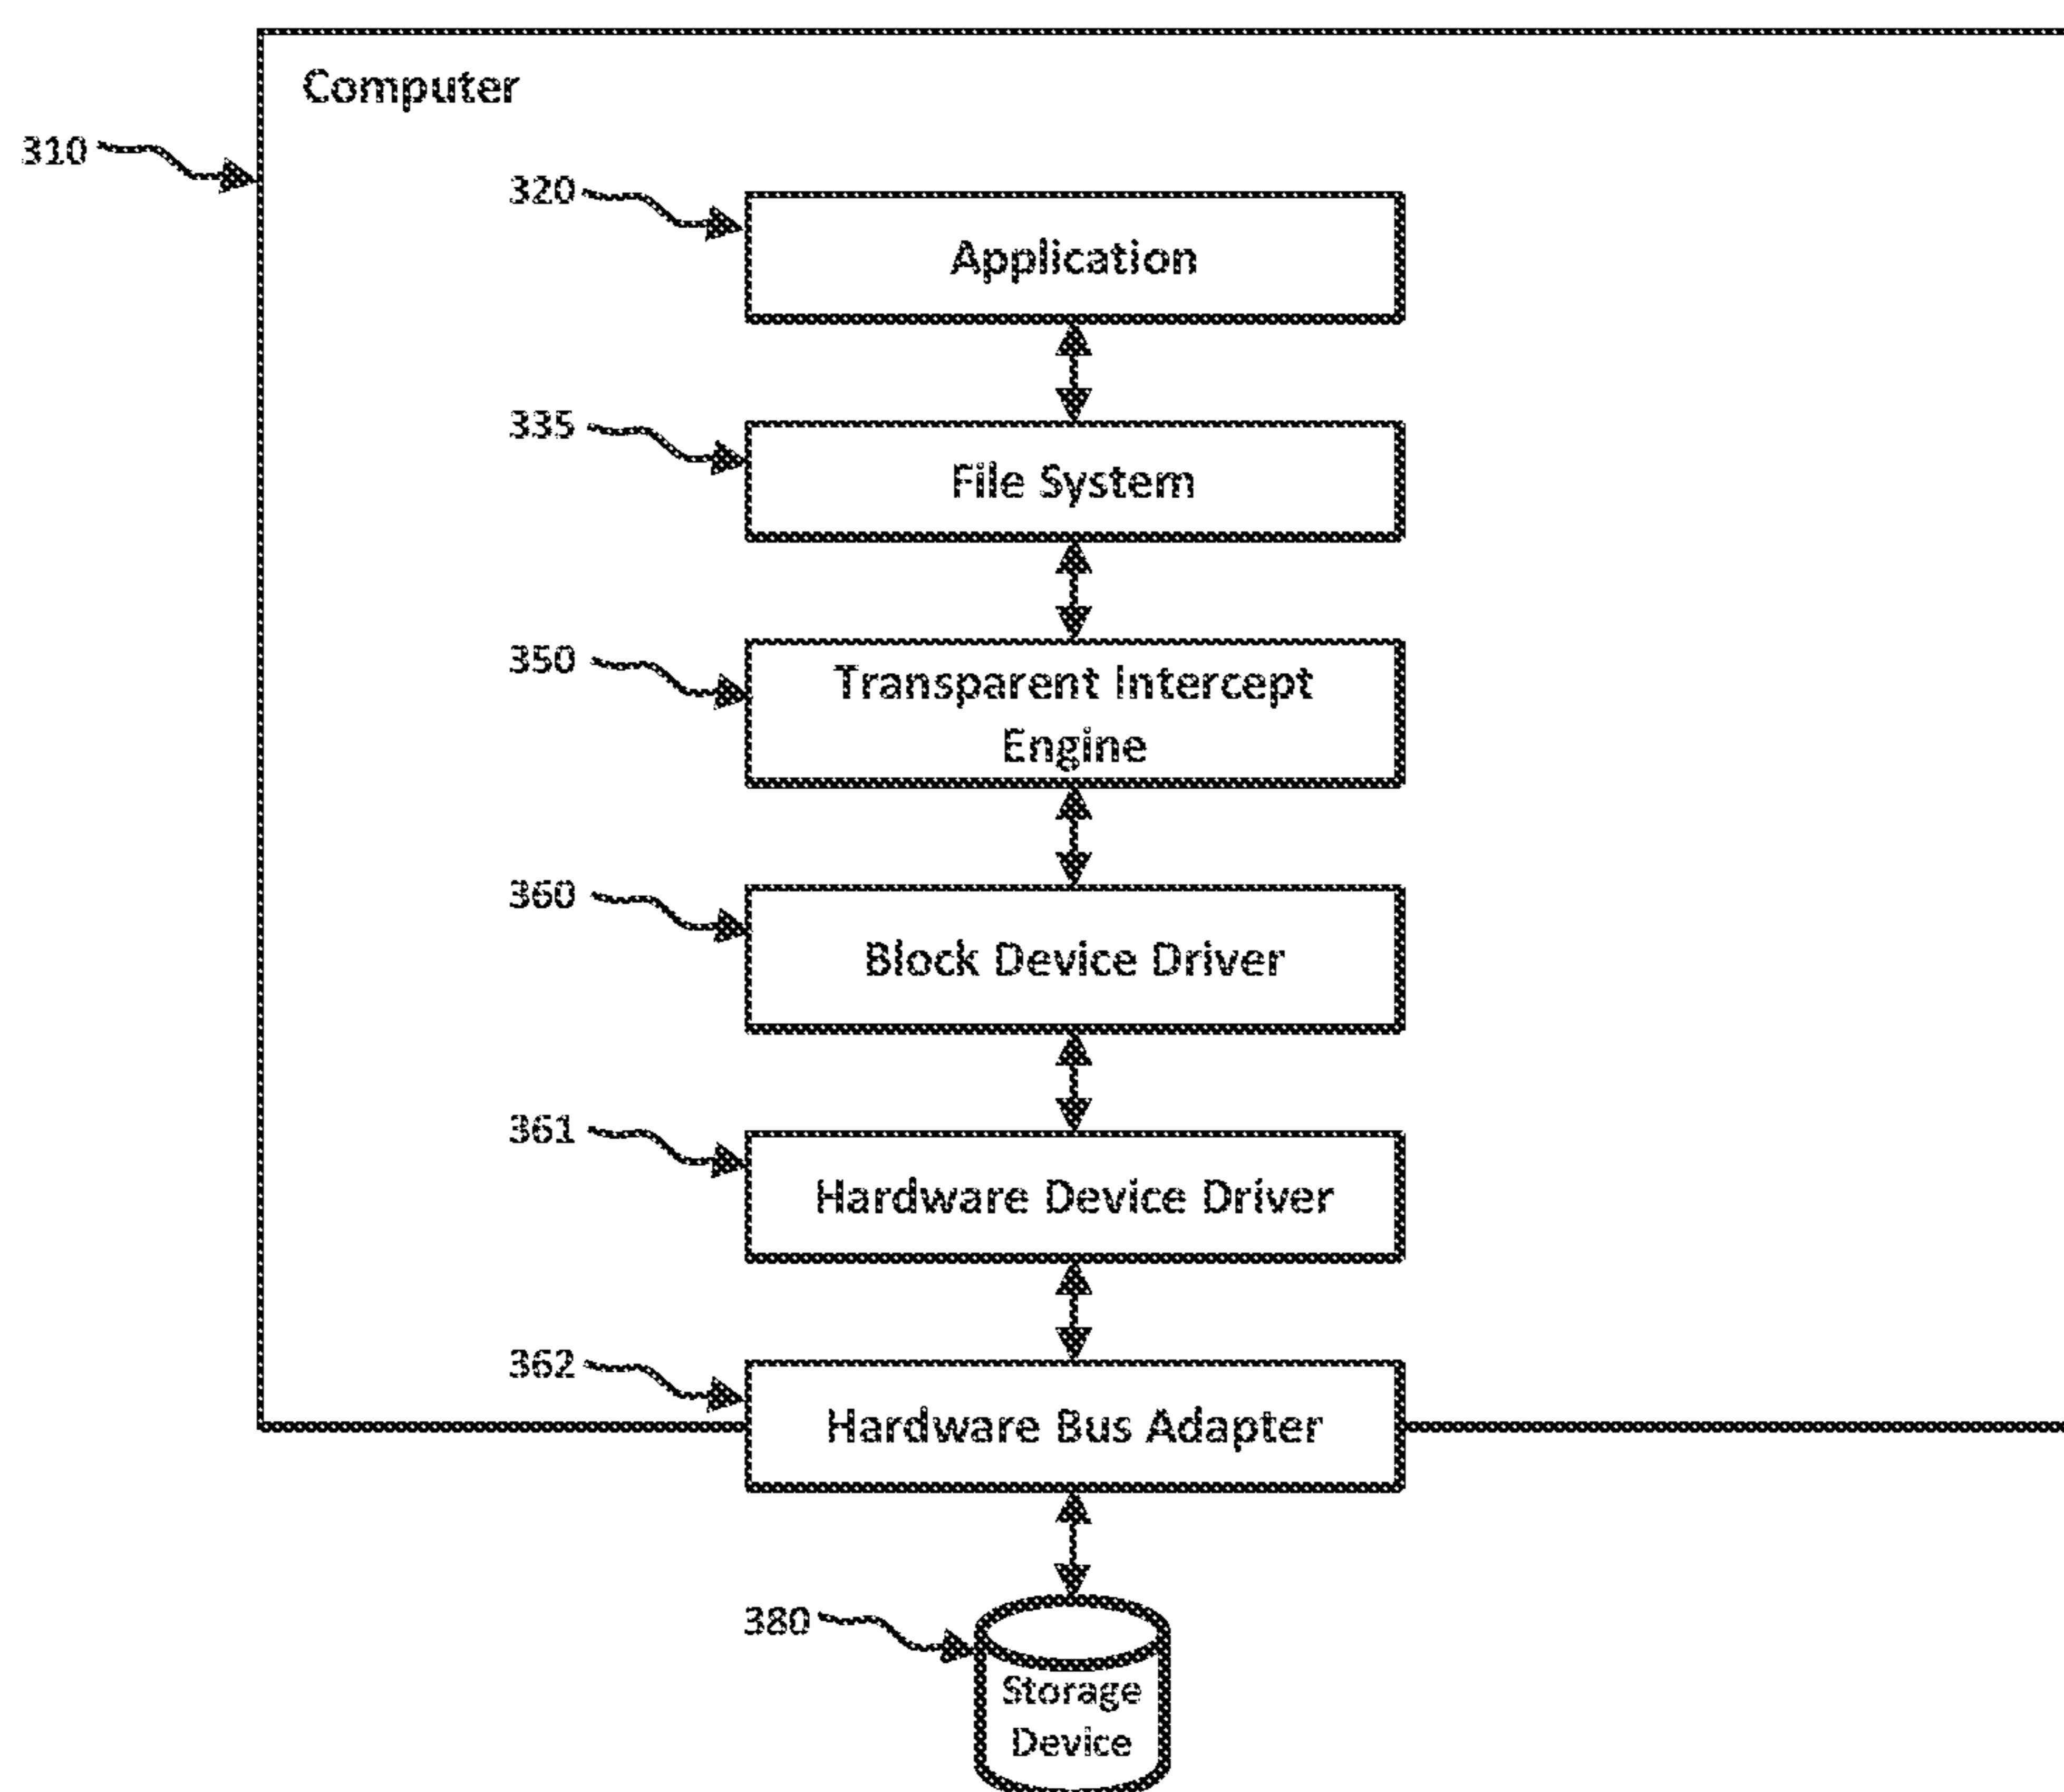 Computer
310
320
Application
335
File System
350
Transparent Intercept
Engine
360
Block Device Driver
361
Hardware Device Driver
362
Hardware Bus Adapter
380
Storage
Device